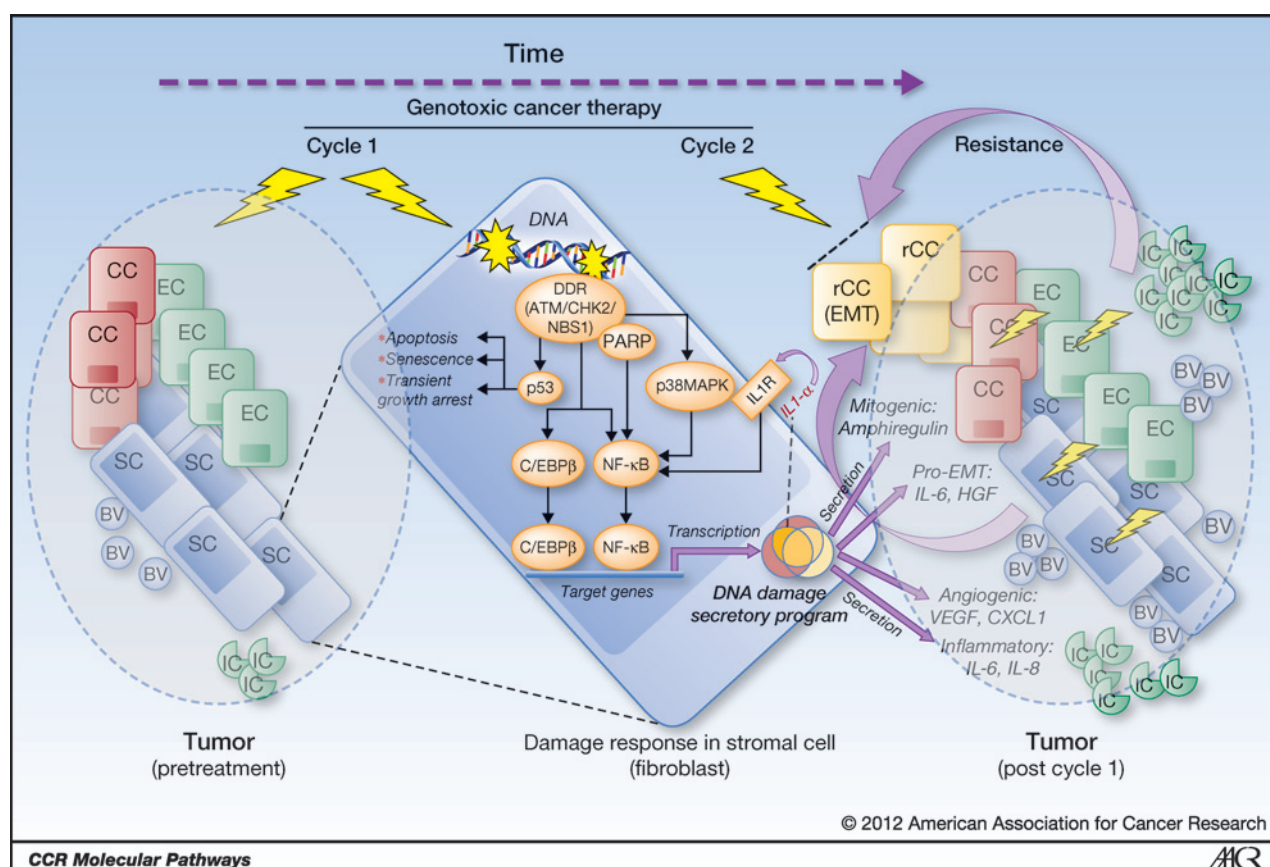 Time
Genotoxic cancer therapy
Cycle 1
Cycle 2
Resistance
CC
CC
CC
EC
EC
EC
EC
SC
SC
SC
SC
BV
BV
BV
IC
IC
IC
Tumor
(pretreatment)
DNA
DDR
(ATM/CHK2/
NBS1)
PARP
*Apoptosis
*Senescence
*Transient
growth arrest
p53
p38MAPK
IL1R
IL1-α
C/EBPβ
NF-κB
C/EBPβ
NF-κB
Target genes
Transcription
DNA damage
secretory program
Secretion
Secretion
Damage response in stromal cell
(fibroblast)
Mitogenic:
Amphiregulin
Pro-EMT:
IL-6, HGF
Angiogenic:
VEGF, CXCL1
Inflammatory:
IL-6, IL-8
rCC
rCC
(EMT)
CC
CC
CC
EC
EC
EC
EC
SC
SC
SC
SC
BV
BV
BV
BV
BV
BV
BV
BV
BV
IC
IC
IC
IC
IC
IC
IC
IC
IC
IC
IC
IC
IC
Tumor
(post cycle 1)
© 2012 American Association for Cancer Research
CCR Molecular Pathways
AACR